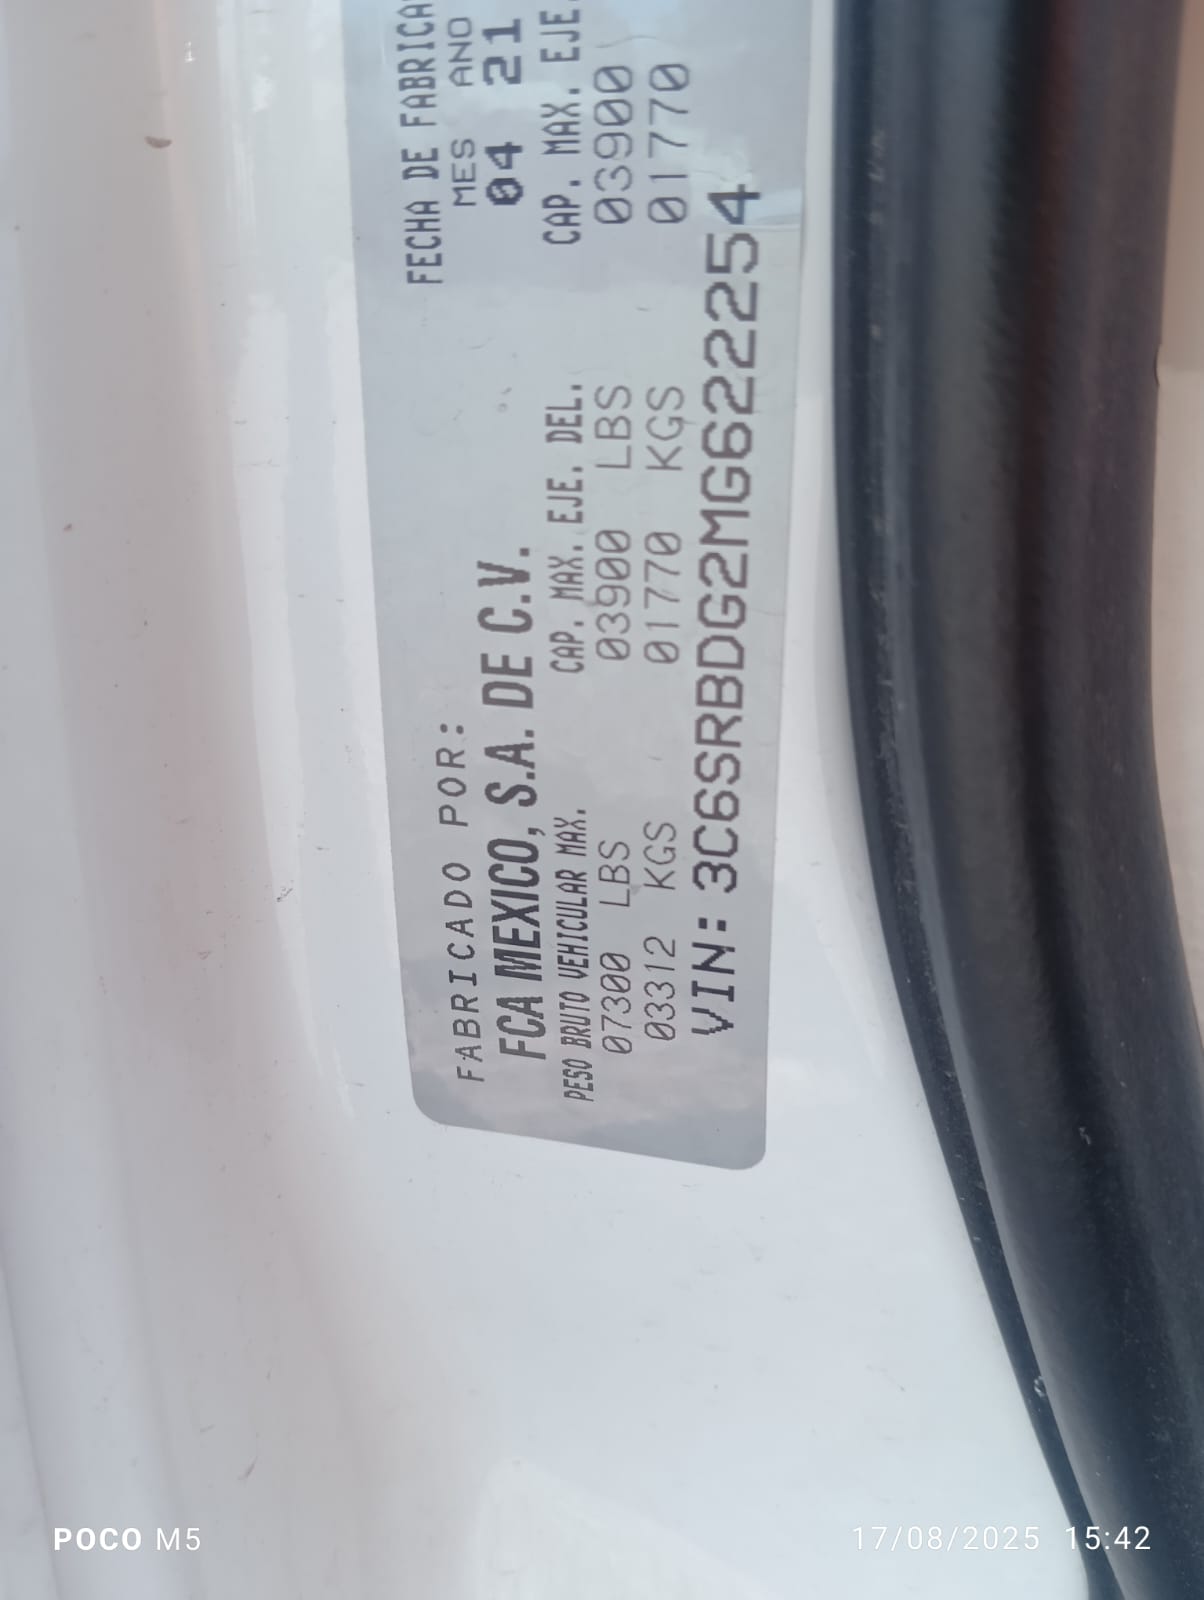 FABRICADO POR:
FECHA DE FABRICA
MES ANO
FCA MEXICO, S.A. DE C.V.
04 21
PESO BRUTO VEHICULAR MAX.
CAP. MAX. EJE. DEL.
CAP. MAX. EJE.
07300 LBS
03900 LBS
03900
03312 KGS
01770 KGS
01770
VIN: 3C6SRBDG2MG622254
POCO M5
17/08/2025 15:42